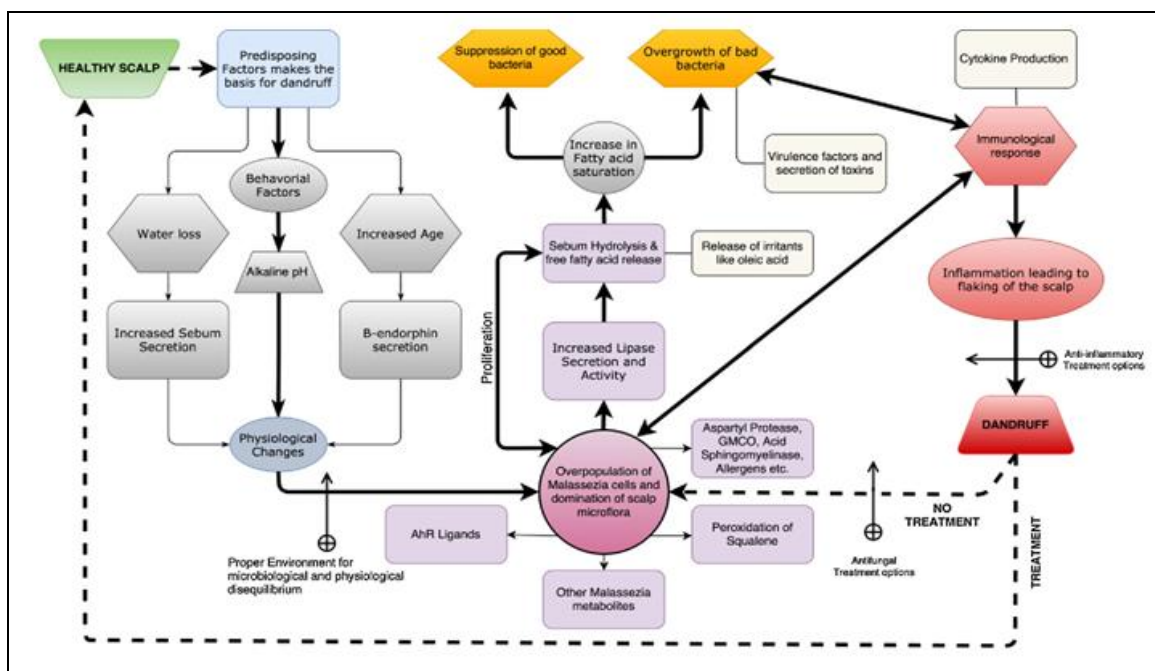 HEALTHY SCALP
Predisposing
Factors makes the
basis for dandruff
Water loss
Behavorial
Factors
Increased Age
Alkaline pH
Increased Sebum
Secretion
B-endorphin
secretion
Physiological
Changes
Proper Environment for
microbiological and physiological
disequilibrium
Suppression of good
bacteria
Overgrowth of bad
bacteria
Increase in
Fatty acid
saturation
Virulence factors and
secretion of toxins
Sebum Hydrolysis &
free fatty acid release
Release of irritants
like oleic acid
Proliferation
Increased Lipase
Secretion and
Activity
Overpopulation of
Malassezia cells and
domination of scalp
microflora
Aspartyl Protease,
GMCO, Acid
Sphingomyelinase,
Allergens etc.
AhR Ligands
Peroxidation of
Squalene
Other Malassezia
metabolites
Cytokine Production
Immunological
response
Inflammation leading to
flaking of the scalp
Anti-inflammatory
Treatment options
DANDRUFF
NO
TREATMENT
Antifungal
Treatment options
TREATMENT